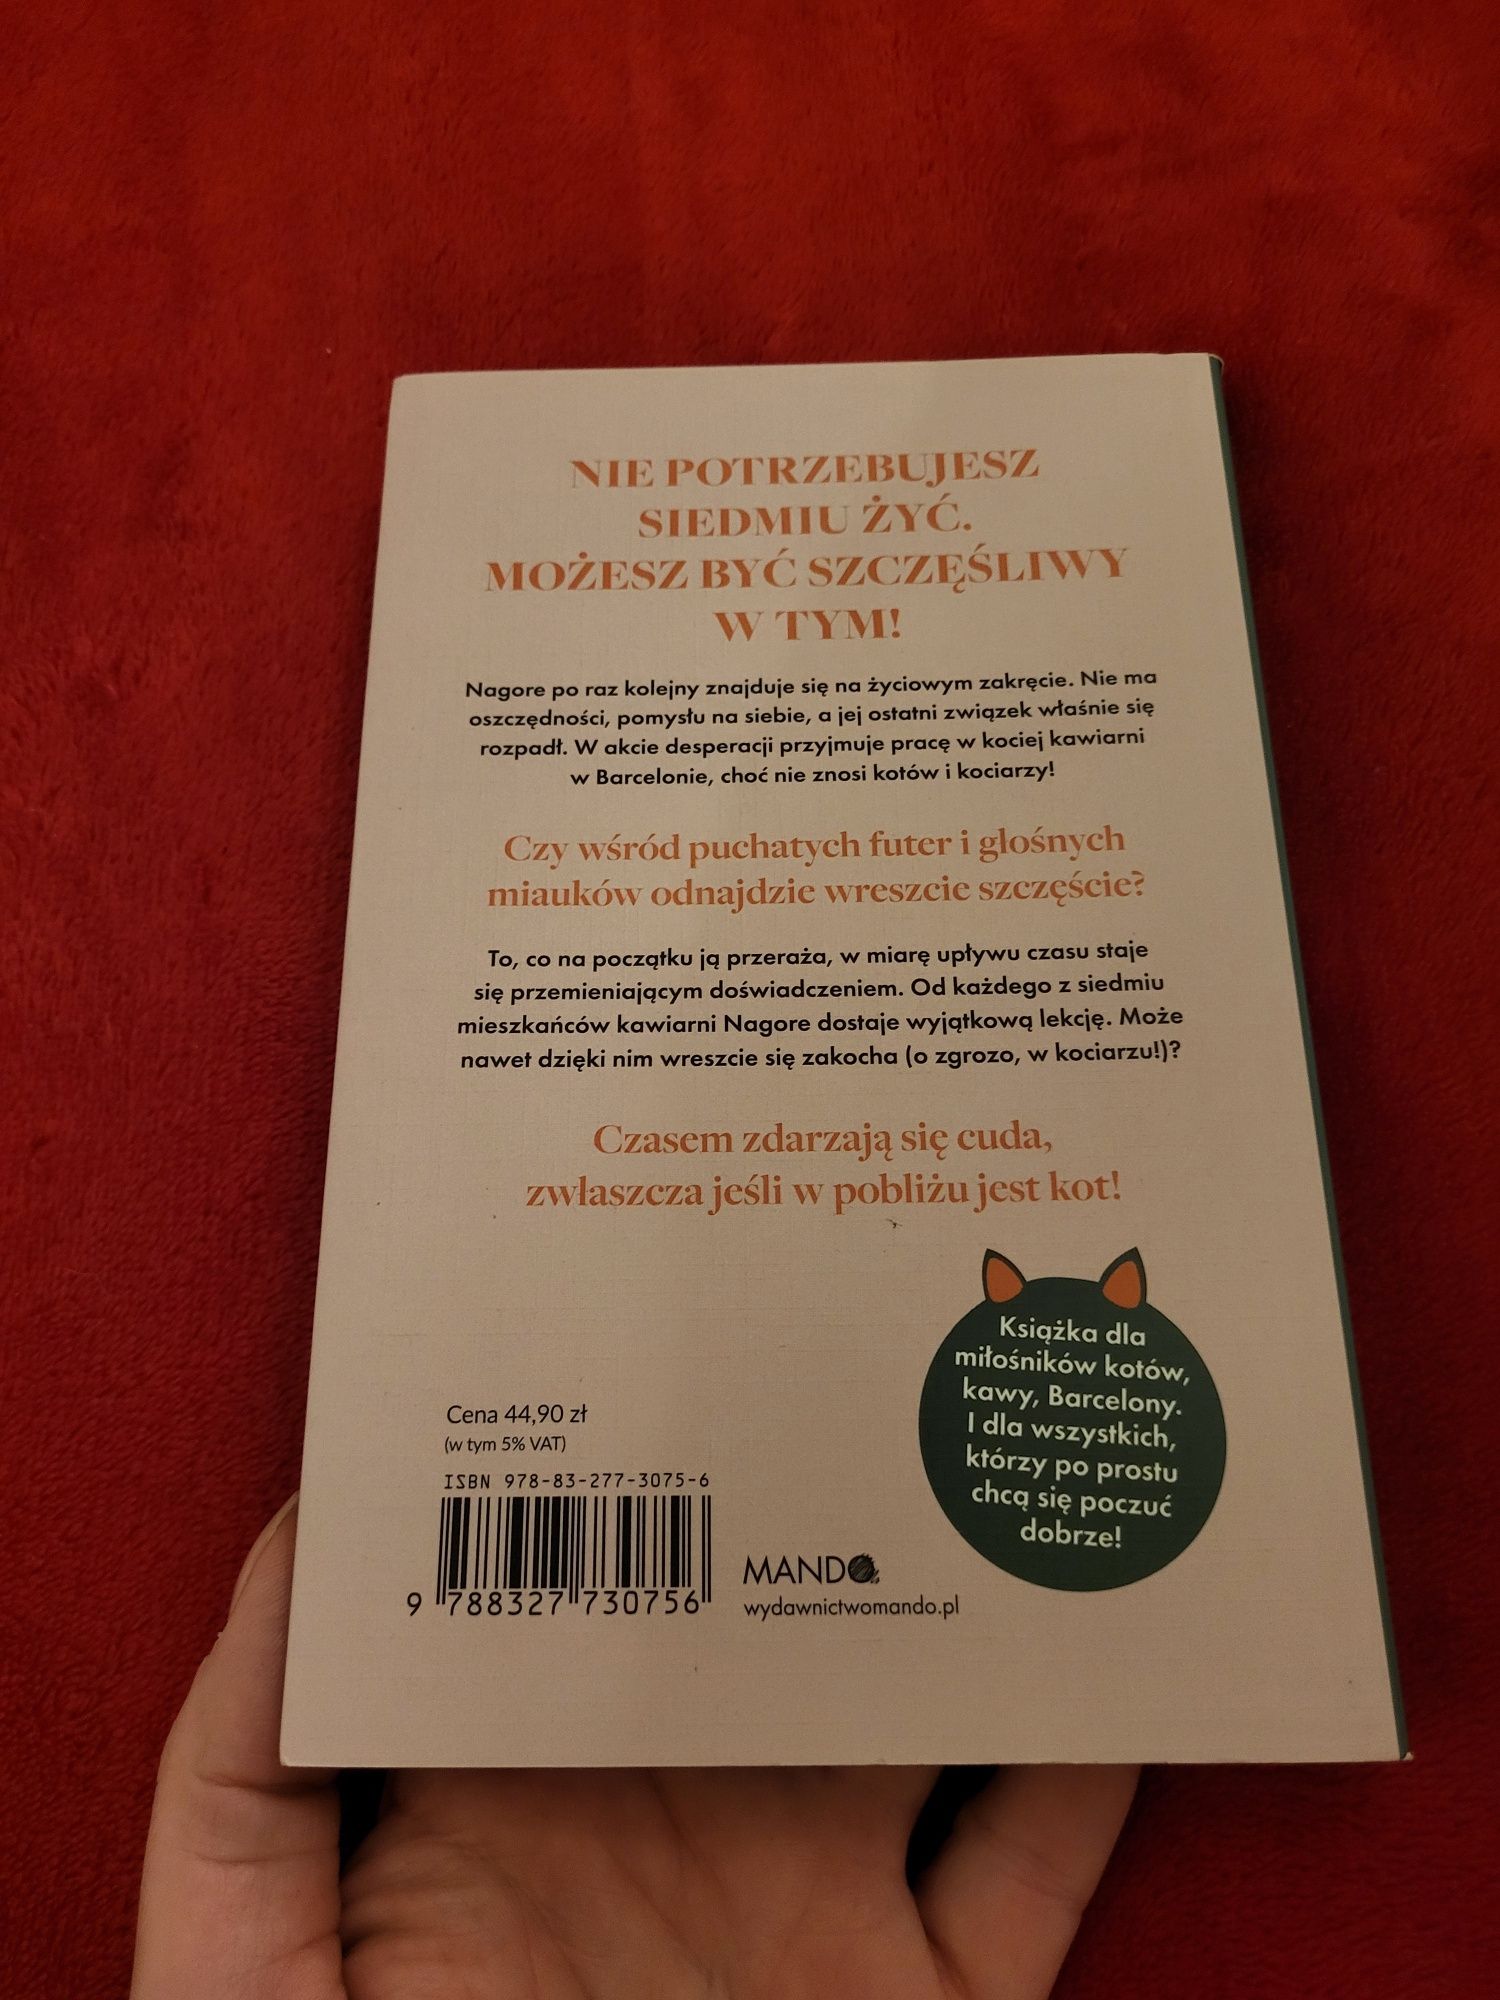 NIE POTRZEBUJESZ
SIEDMIU ŻYĆ.
MOŻESZ BYĆ SZCZĘŚLIWY
W TYM!
Nagore po raz kolejny znajduje się na życiowym zakręcie. Nie ma
oszczędności, pomysłu na siebie, a jej ostatni związek właśnie się
rozpadł. W akcie desperacji przyjmuje pracę w kociej kawiarni
w Barcelonie, choć nie znosi kotów i kociarzy!
Czy wśród puchatych futer i głośnych
miauków odnajdzie wreszcie szczęście?
To, co na początku ją przeraża, w miarę upływu czasu staje
się przemieniającym doświadczeniem. Od każdego z siedmiu
mieszkańców kawiarni Nagore dostaje wyjątkową lekcję. Może
nawet dzięki nim wreszcie się zakocha (o zgrozo, w kociarzu!)?
Czasem zdarzają się cuda,
zwłaszcza jeśli w pobliżu jest kot!
Książka dla
miłośników kotów,
kawy, Barcelony.
I dla wszystkich,
którzy po prostu
chcą się poczuć
dobrze!
Cena 44,90 zł
(w tym 5% VAT)
ISBN 978-83-277-3075-6
9 788327 730756
MANDO
wydawnictwomando.pl